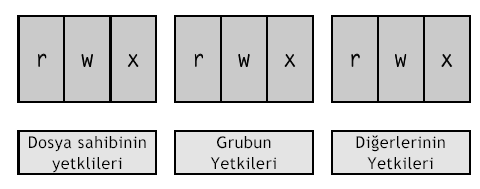 r w x r w x r w x
Dosya sahibinin
yetklileri
Grubun
Yetkileri
Diğerlerinin
Yetkileri